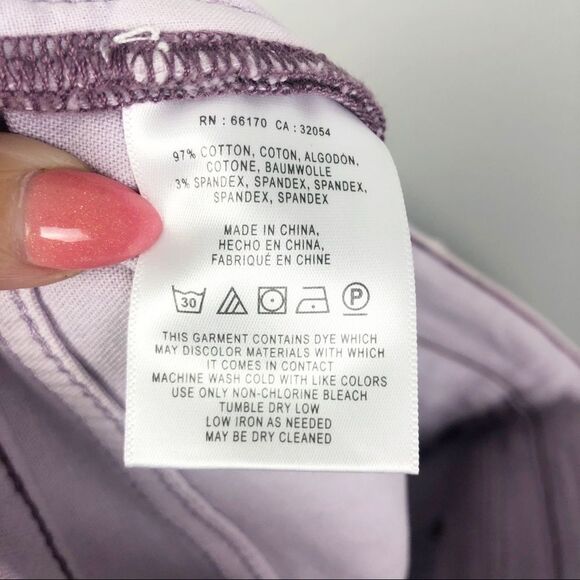 RN : 66170 CA : 32054
97% COTTON, COTON, ALGODÓN,
COTONE, BAUMWOLLE
3% SPANDEX, SPANDEX, SPANDEX,
SPANDEX, SPANDEX
MADE IN CHINA,
HECHO EN CHINA,
FABRIQUÉ EN CHINE
30 P
THIS GARMENT CONTAINS DYE WHICH
MAY DISCOLOR MATERIALS WITH WHICH
IT COMES IN CONTACT
MACHINE WASH COLD WITH LIKE COLORS
USE ONLY NON-CHLORINE BLEACH
TUMBLE DRY LOW
LOW IRON AS NEEDED
MAY BE DRY CLEANED